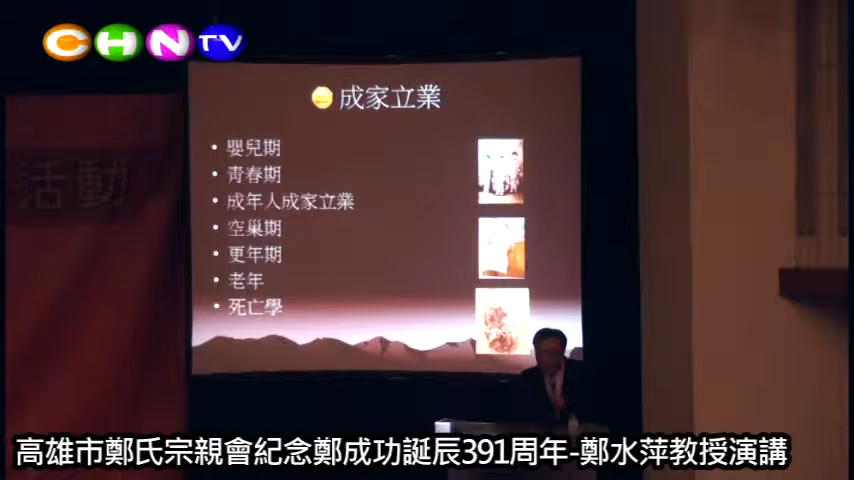 CHNTV
成家立業
• 嬰兒期
• 青春期
• 成年人成家立業
• 空巢期
• 更年期
• 老年
• 死亡學
活動
高雄市鄭氏宗親會紀念鄭成功誕辰391周年-鄭水萍教授演講